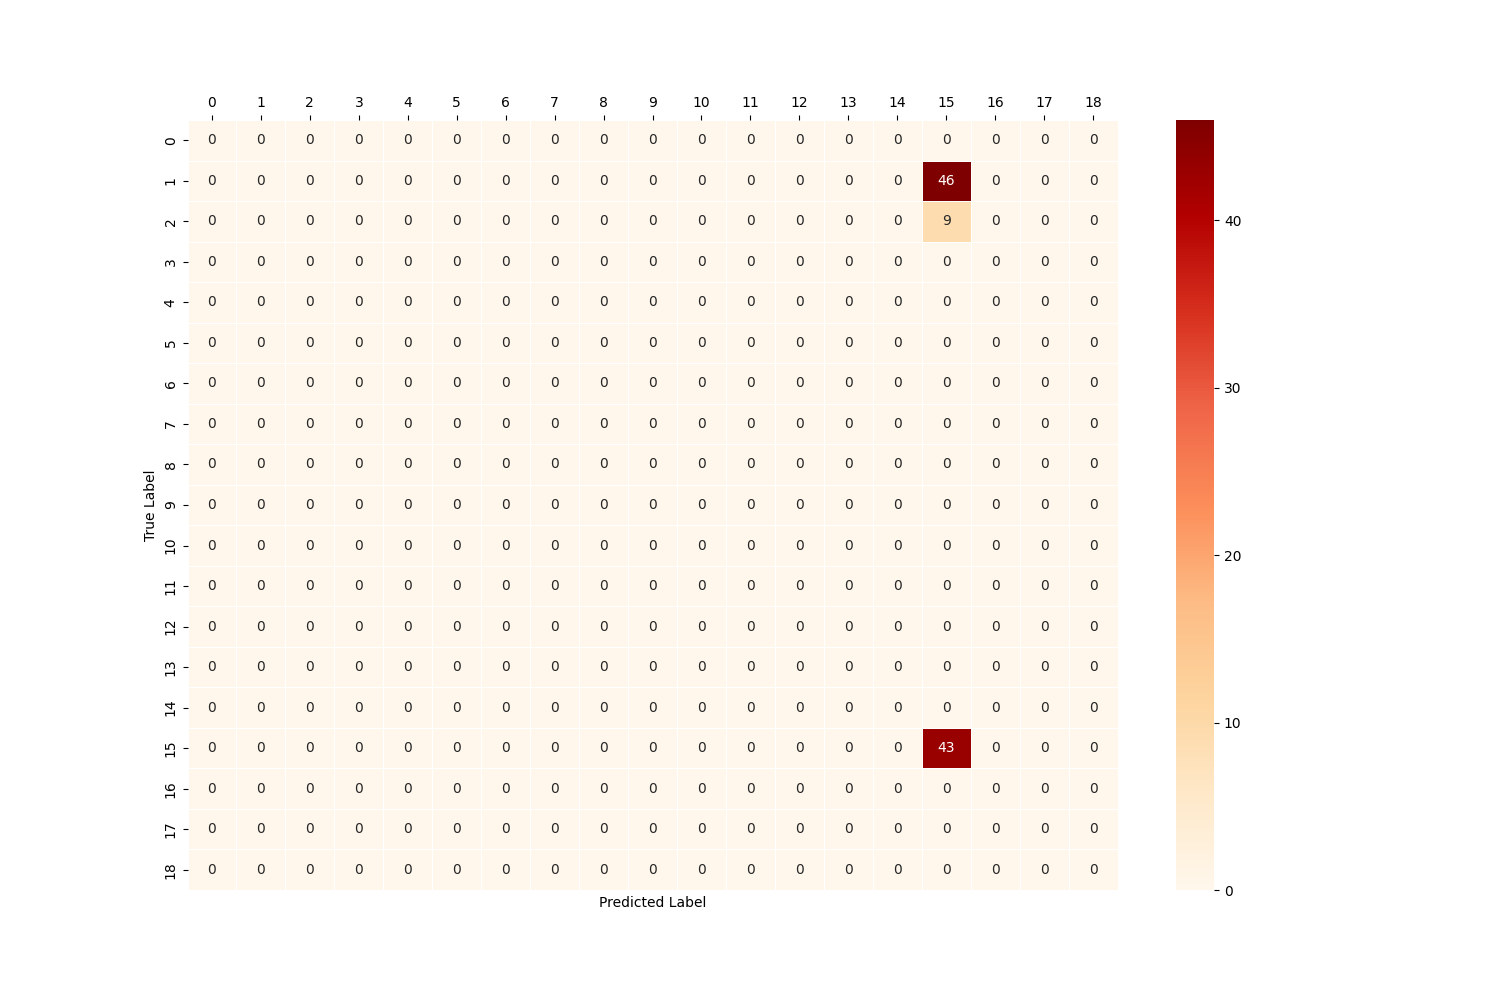 0 1 2 3 4 5 6 7 8 9 10 11 12 13 14 15 16 17 18
0 0 0 0 0 0 0 0 0 0 0 0 0 0 0 0 0 0 0 0
1 0 0 0 0 0 0 0 0 0 0 0 0 0 0 0 46 0 0 0
2 0 0 0 0 0 0 0 0 0 0 0 0 0 0 0 9 0 0 0
40
3 0 0 0 0 0 0 0 0 0 0 0 0 0 0 0 0 0 0 0
4 0 0 0 0 0 0 0 0 0 0 0 0 0 0 0 0 0 0 0
5 0 0 0 0 0 0 0 0 0 0 0 0 0 0 0 0 0 0 0
6 0 0 0 0 0 0 0 0 0 0 0 0 0 0 0 0 0 0 0
30
7 0 0 0 0 0 0 0 0 0 0 0 0 0 0 0 0 0 0 0
8 0 0 0 0 0 0 0 0 0 0 0 0 0 0 0 0 0 0 0
True Label
9 0 0 0 0 0 0 0 0 0 0 0 0 0 0 0 0 0 0 0
10 0 0 0 0 0 0 0 0 0 0 0 0 0 0 0 0 0 0 0
20
11 0 0 0 0 0 0 0 0 0 0 0 0 0 0 0 0 0 0 0
12 0 0 0 0 0 0 0 0 0 0 0 0 0 0 0 0 0 0 0
13 0 0 0 0 0 0 0 0 0 0 0 0 0 0 0 0 0 0 0
14 0 0 0 0 0 0 0 0 0 0 0 0 0 0 0 0 0 0 0
10
15 0 0 0 0 0 0 0 0 0 0 0 0 0 0 0 43 0 0 0
16 0 0 0 0 0 0 0 0 0 0 0 0 0 0 0 0 0 0 0
17 0 0 0 0 0 0 0 0 0 0 0 0 0 0 0 0 0 0 0
18 0 0 0 0 0 0 0 0 0 0 0 0 0 0 0 0 0 0 0
0
Predicted Label